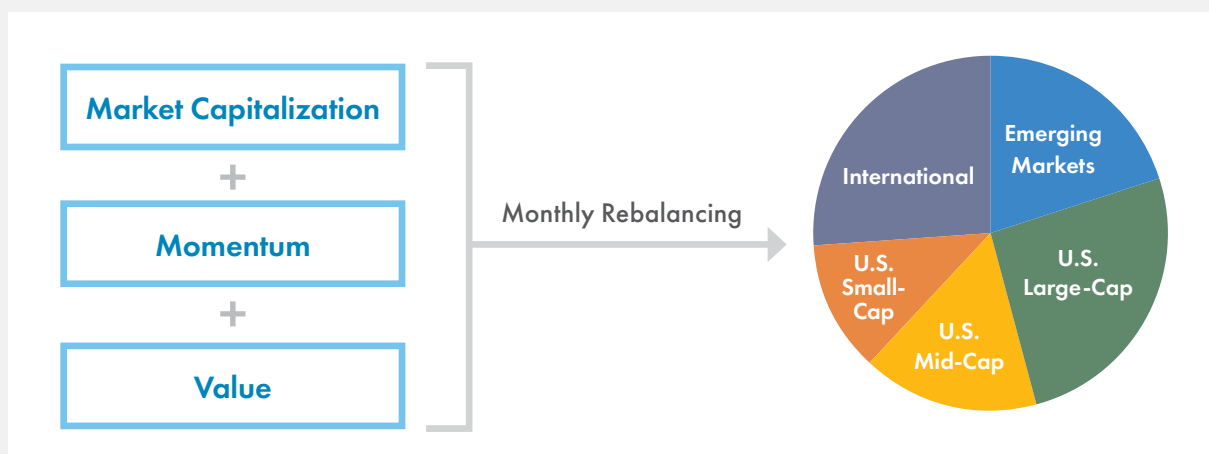 Market Capitalization
+
Momentum
+
Value
Monthly Rebalancing
Emerging
Markets
International
U.S.
Large-Cap
U.S.
Small-
Cap
U.S.
Mid-Cap